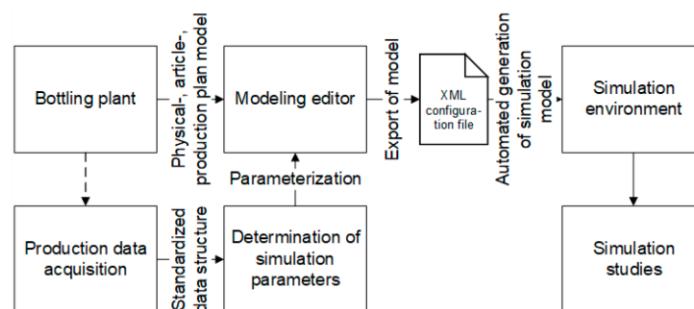 Bottling plant
Physical-, article-,
production plan model
Modeling editor
Export of model
XML
configura-
tion file
Automated generation
of simulation
model
Simulation
environment
Parameterization
Production data
acquisition
Standardized
data structure
Determination of
simulation
parameters
Simulation
studies